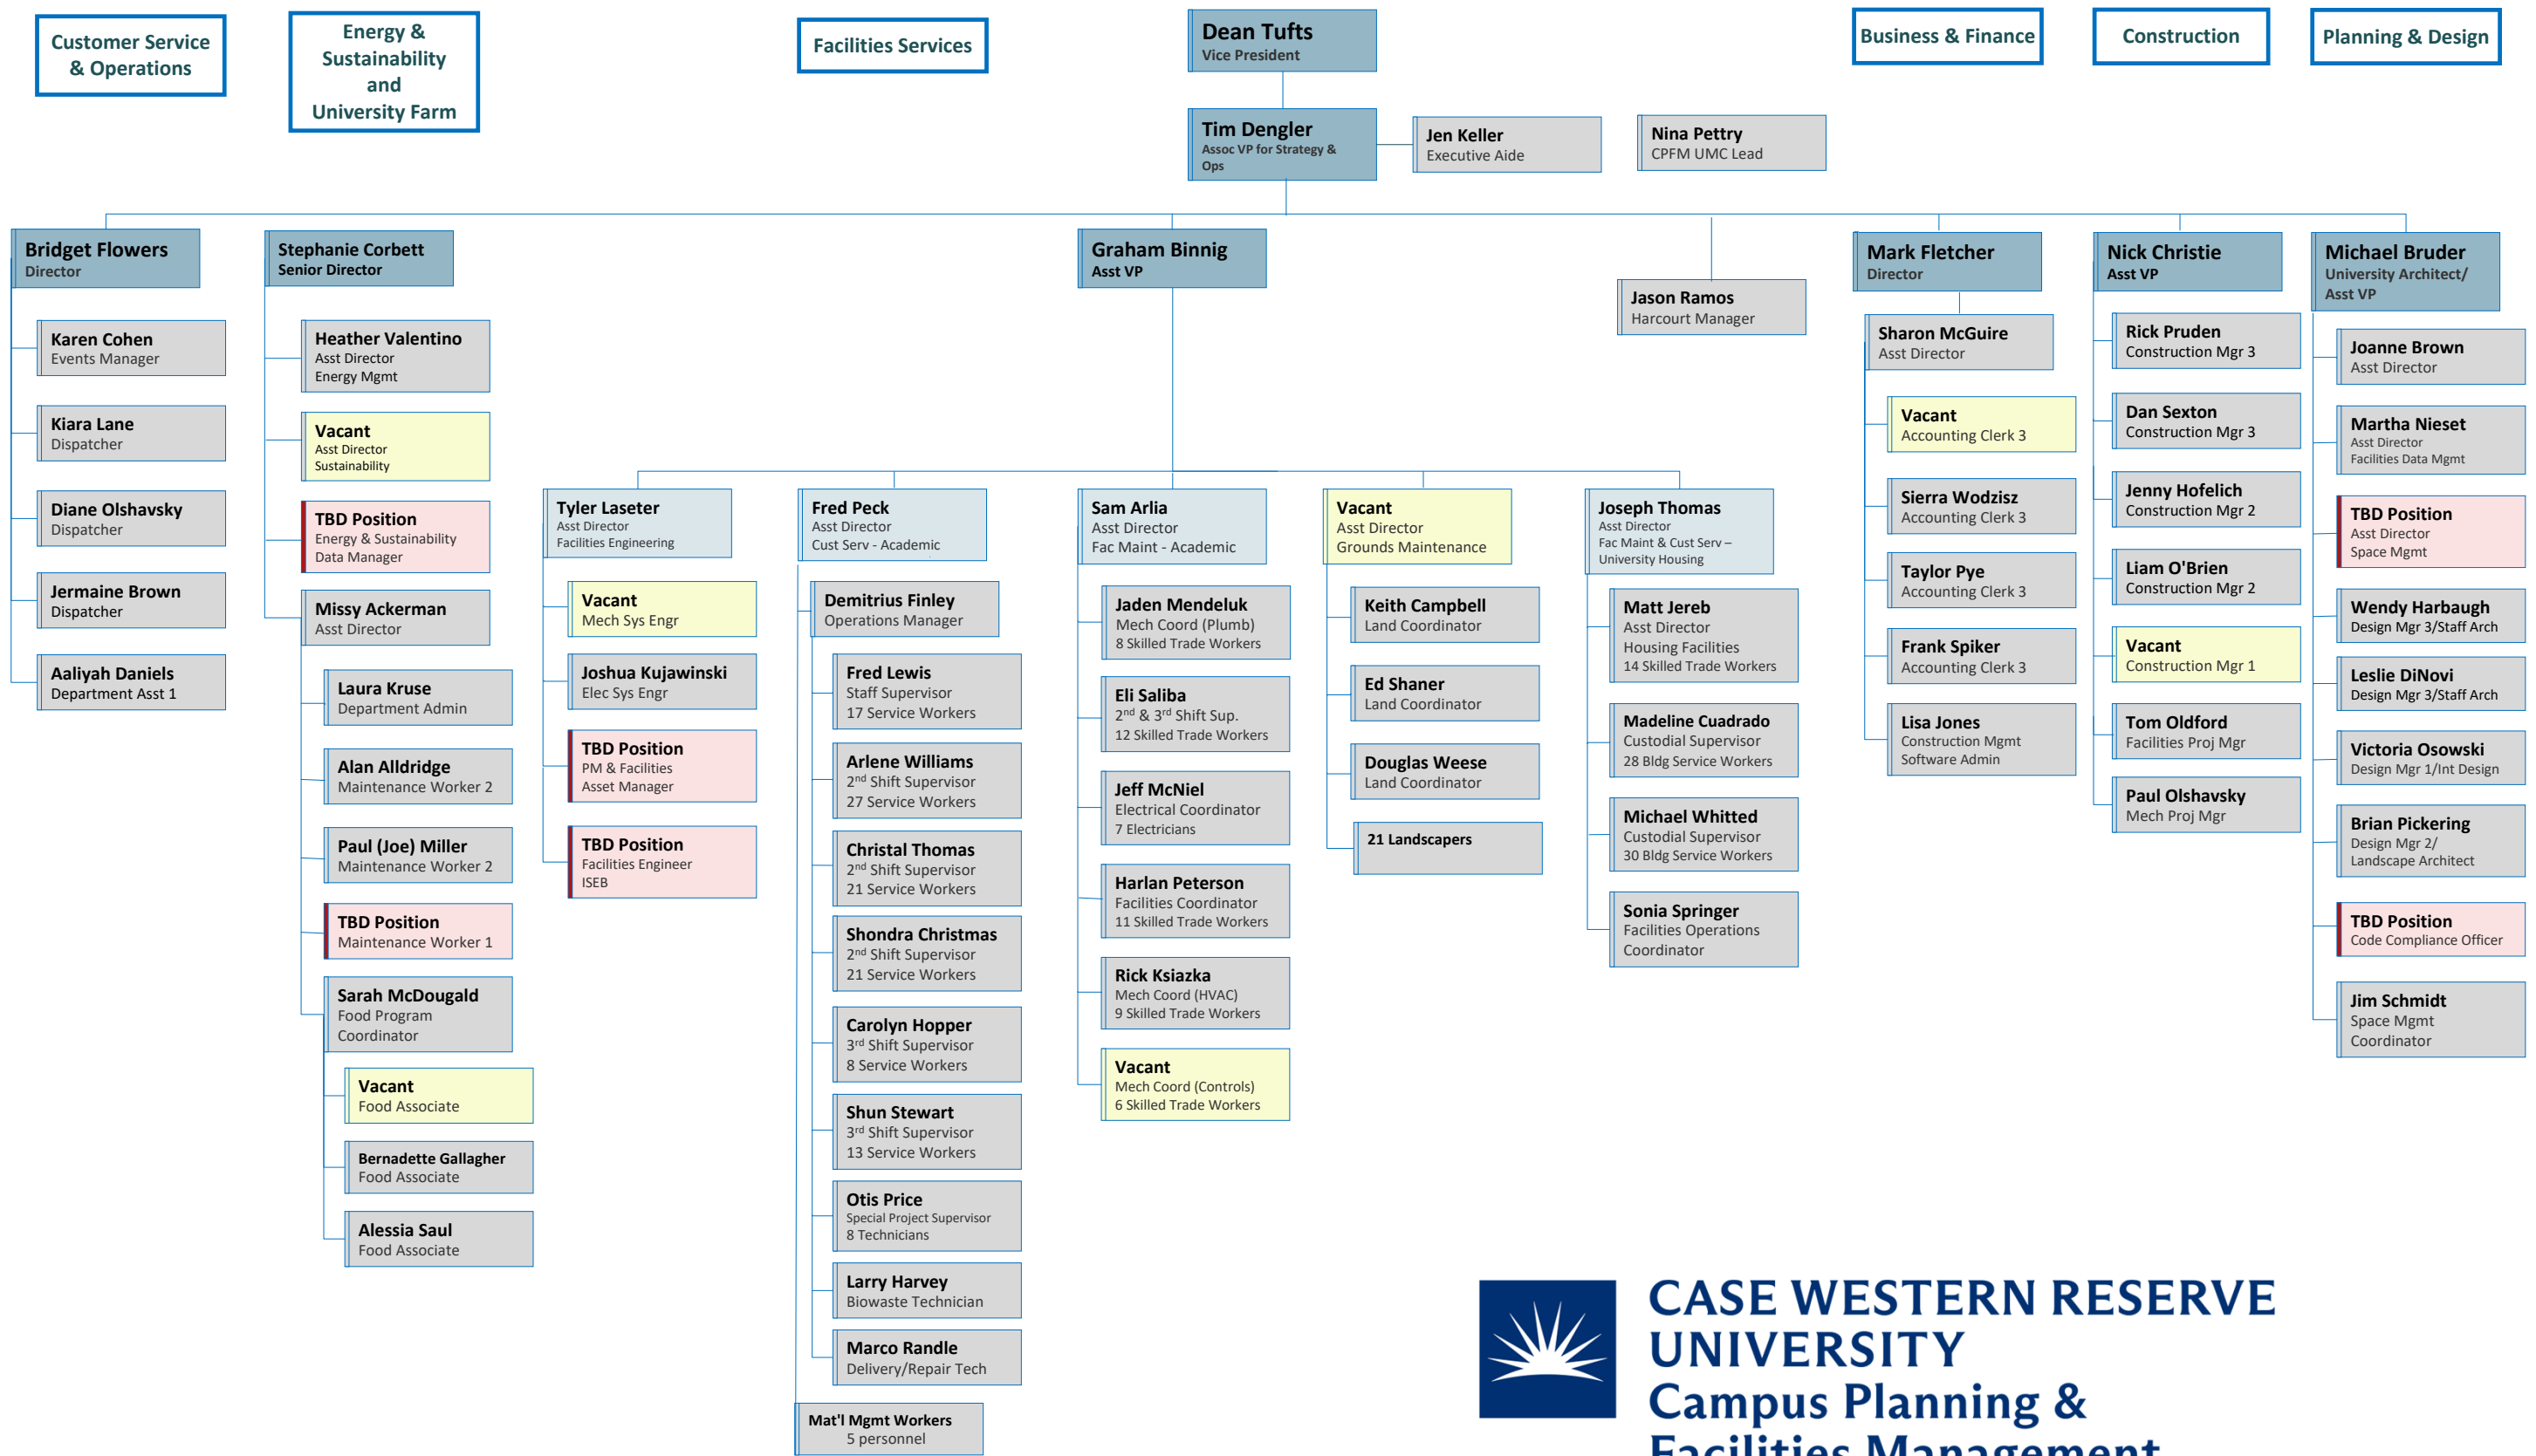 Customer Service
& Operations
Energy &
Sustainability
and
University Farm
Facilities Services
Dean Tufts
Vice President
Business & Finance
Construction
Planning & Design
Tim Dengler
Assoc VP for Strategy &
Ops
Jen Keller
Executive Aide
Nina Pettry
CPFM UMC Lead
Bridget Flowers
Director
Karen Cohen
Events Manager
Kiara Lane
Dispatcher
Diane Olshavsky
Dispatcher
Jermaine Brown
Dispatcher
Aaliyah Daniels
Department Asst 1
Stephanie Corbett
Senior Director
Heather Valentino
Asst Director
Energy Mgmt
Vacant
Asst Director
Sustainability
TBD Position
Energy & Sustainability
Data Manager
Missy Ackerman
Asst Director
Laura Kruse
Department Admin
Alan Alldridge
Maintenance Worker 2
Paul (Joe) Miller
Maintenance Worker 2
TBD Position
Maintenance Worker 1
Sarah McDougald
Food Program
Coordinator
Vacant
Food Associate
Bernadette Gallagher
Food Associate
Alessia Saul
Food Associate
Graham Binnig
Asst VP
Tyler Laseter
Asst Director
Facilities Engineering
Vacant
Mech Sys Engr
Joshua Kujawinski
Elec Sys Engr
TBD Position
PM & Facilities
Asset Manager
TBD Position
Facilities Engineer
ISEB
Fred Peck
Asst Director
Cust Serv - Academic
Demitrius Finley
Operations Manager
Fred Lewis
Staff Supervisor
17 Service Workers
Arlene Williams
2nd Shift Supervisor
27 Service Workers
Christal Thomas
2nd Shift Supervisor
21 Service Workers
Shondra Christmas
2nd Shift Supervisor
21 Service Workers
Carolyn Hopper
3rd Shift Supervisor
8 Service Workers
Shun Stewart
3rd Shift Supervisor
13 Service Workers
Otis Price
Special Project Supervisor
8 Technicians
Larry Harvey
Biowaste Technician
Marco Randle
Delivery/Repair Tech
Mat'l Mgmt Workers
5 personnel
Sam Arlia
Asst Director
Fac Maint - Academic
Jaden Mendeluk
Mech Coord (Plumb)
8 Skilled Trade Workers
Eli Saliba
2nd & 3rd Shift Sup.
12 Skilled Trade Workers
Jeff McNiel
Electrical Coordinator
7 Electricians
Harlan Peterson
Facilities Coordinator
11 Skilled Trade Workers
Rick Ksiazka
Mech Coord (HVAC)
9 Skilled Trade Workers
Vacant
Mech Coord (Controls)
6 Skilled Trade Workers
Vacant
Asst Director
Grounds Maintenance
Keith Campbell
Land Coordinator
Ed Shaner
Land Coordinator
Douglas Weese
Land Coordinator
21 Landscapers
Joseph Thomas
Asst Director
Fac Maint & Cust Serv –
University Housing
Matt Jereb
Asst Director
Housing Facilities
14 Skilled Trade Workers
Madeline Cuadrado
Custodial Supervisor
28 Bldg Service Workers
Michael Whitted
Custodial Supervisor
30 Bldg Service Workers
Sonia Springer
Facilities Operations
Coordinator
Jason Ramos
Harcourt Manager
Mark Fletcher
Director
Sharon McGuire
Asst Director
Vacant
Accounting Clerk 3
Sierra Wodzisz
Accounting Clerk 3
Taylor Pye
Accounting Clerk 3
Frank Spiker
Accounting Clerk 3
Lisa Jones
Construction Mgmt
Software Admin
Nick Christie
Asst VP
Rick Pruden
Construction Mgr 3
Dan Sexton
Construction Mgr 3
Jenny Hofelich
Construction Mgr 2
Liam O'Brien
Construction Mgr 2
Vacant
Construction Mgr 1
Tom Oldford
Facilities Proj Mgr
Paul Olshavsky
Mech Proj Mgr
Michael Bruder
University Architect/
Asst VP
Joanne Brown
Asst Director
Martha Nieset
Asst Director
Facilities Data Mgmt
TBD Position
Asst Director
Space Mgmt
Wendy Harbaugh
Design Mgr 3/Staff Arch
Leslie DiNovi
Design Mgr 3/Staff Arch
Victoria Osowski
Design Mgr 1/Int Design
Brian Pickering
Design Mgr 2/
Landscape Architect
TBD Position
Code Compliance Officer
Jim Schmidt
Space Mgmt
Coordinator
CASE WESTERN RESERVE
UNIVERSITY
Campus Planning &
Facilities Management